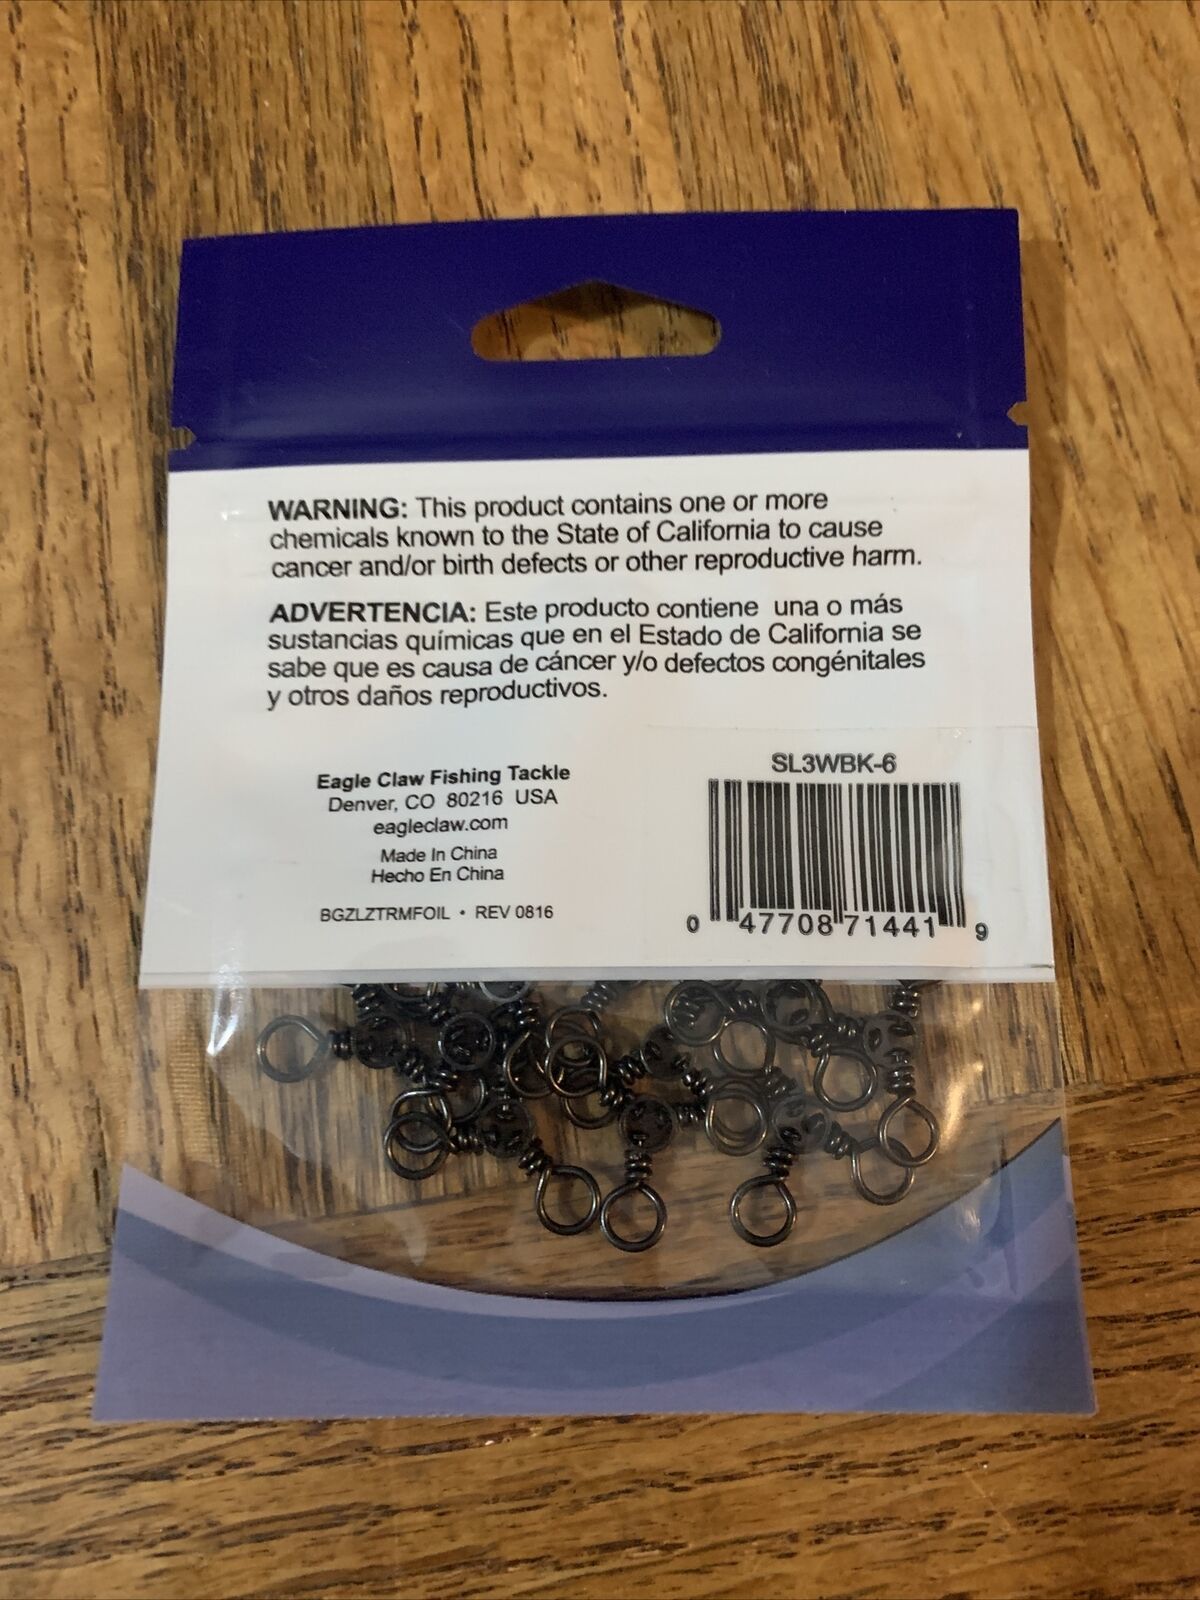 WARNING: This product contains one or more
chemicals known to the State of California to cause
cancer and/or birth defects or other reproductive harm.
ADVERTENCIA: Este producto contiene una o más
sustancias químicas que en el Estado de California se
sabe que es causa de cáncer y/o defectos congénitales
y otros daños reproductivos.
Eagle Claw Fishing Tackle
Denver, CO 80216 USA
eagleclaw.com
Made In China
Hecho En China
BGZLZTRMFOIL • REV 0816
SL3WBK-6
0 47708 71441 9